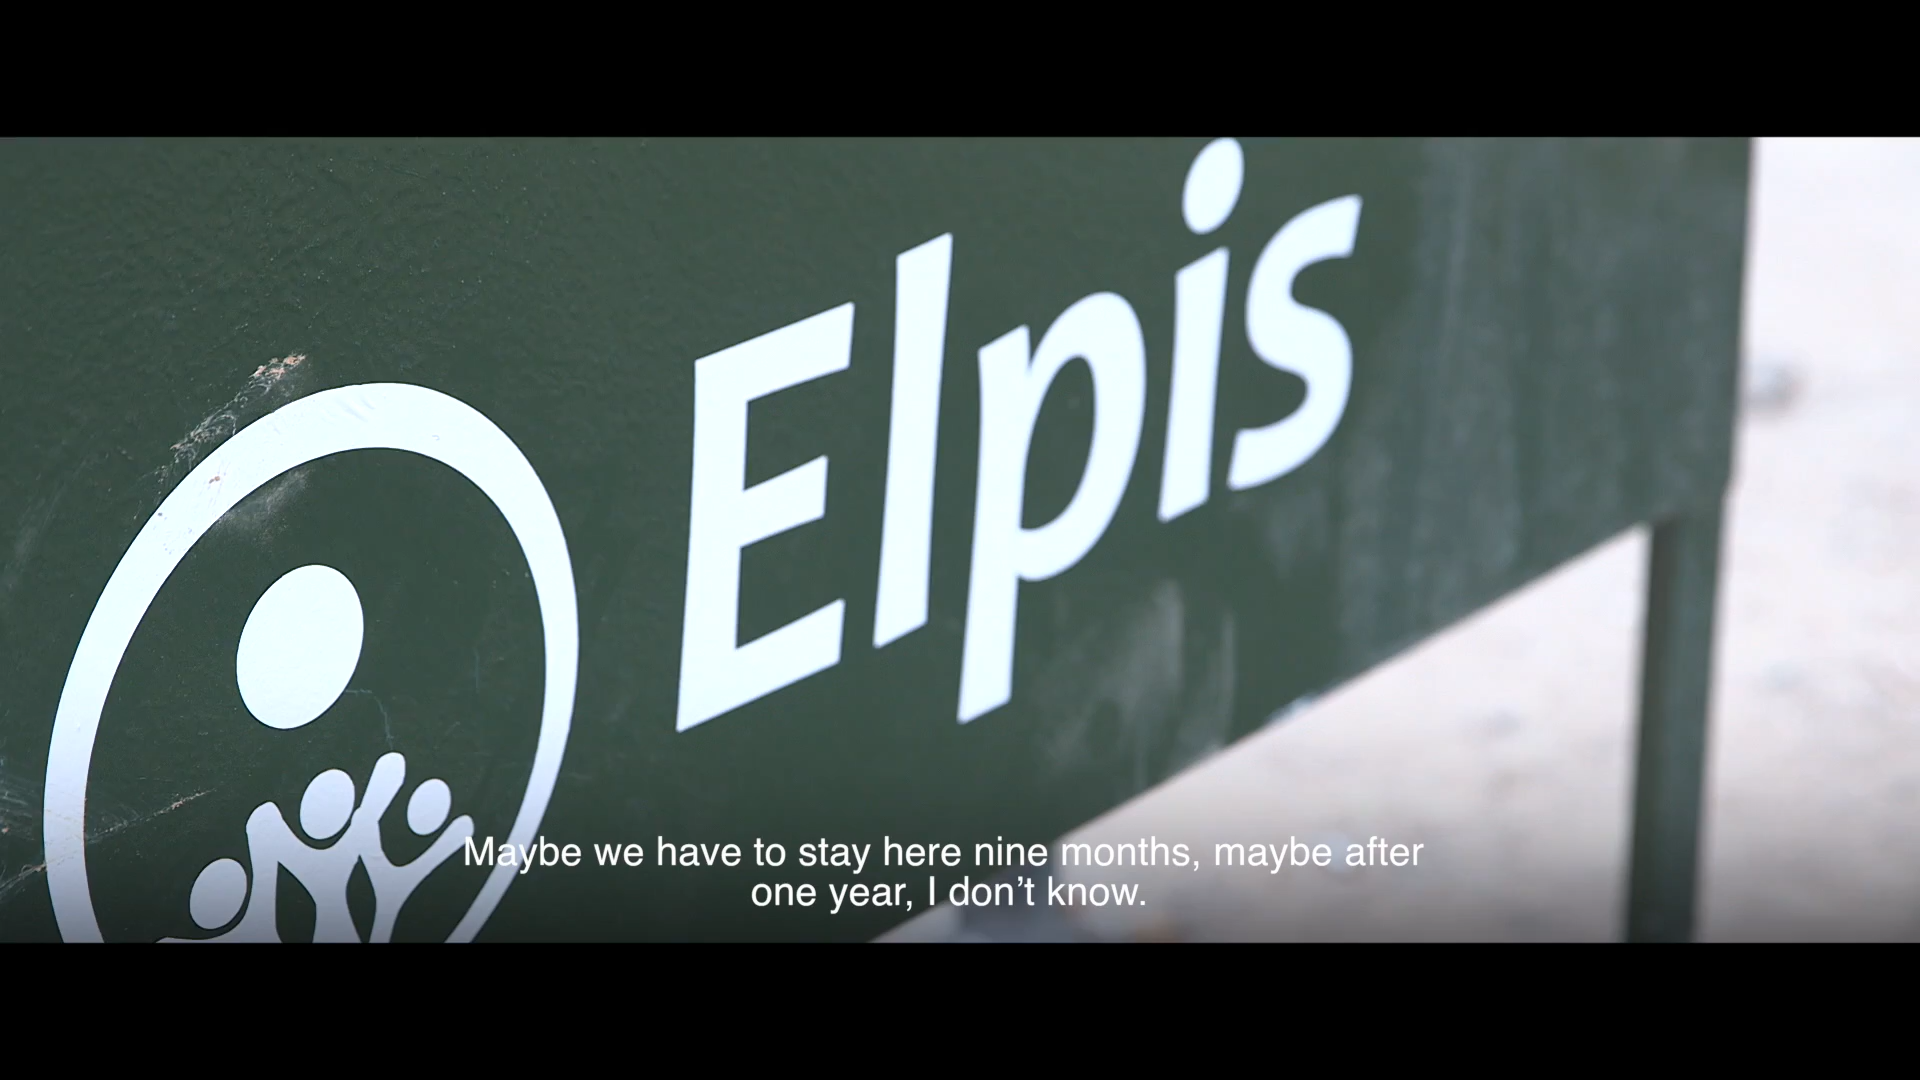 Elpis
Maybe we have to stay here nine months, maybe after
one year, I don’t know.